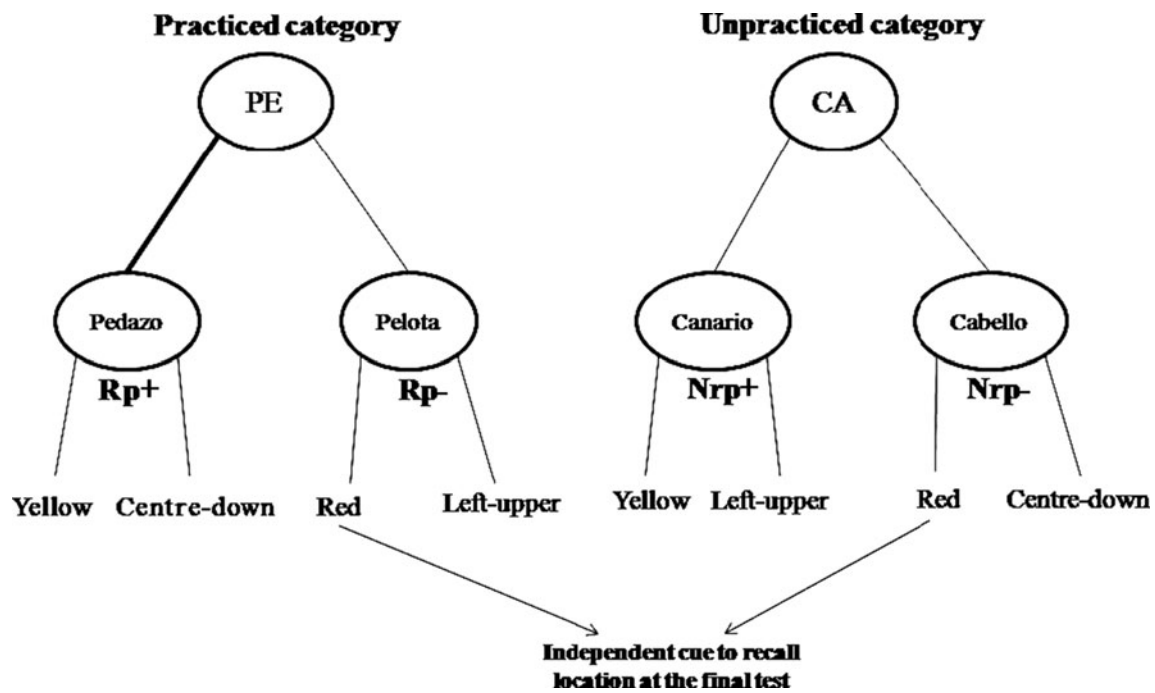 Practiced category
Unpracticed category
PE
CA
Pedazo
Pelota
Canario
Cabello
Rp+
Rp-
Nrp+
Nrp-
Yellow
Centre-down
Red
Left-upper
Yellow
Left-upper
Red
Centre-down
Independent cue to recall
location at the final test